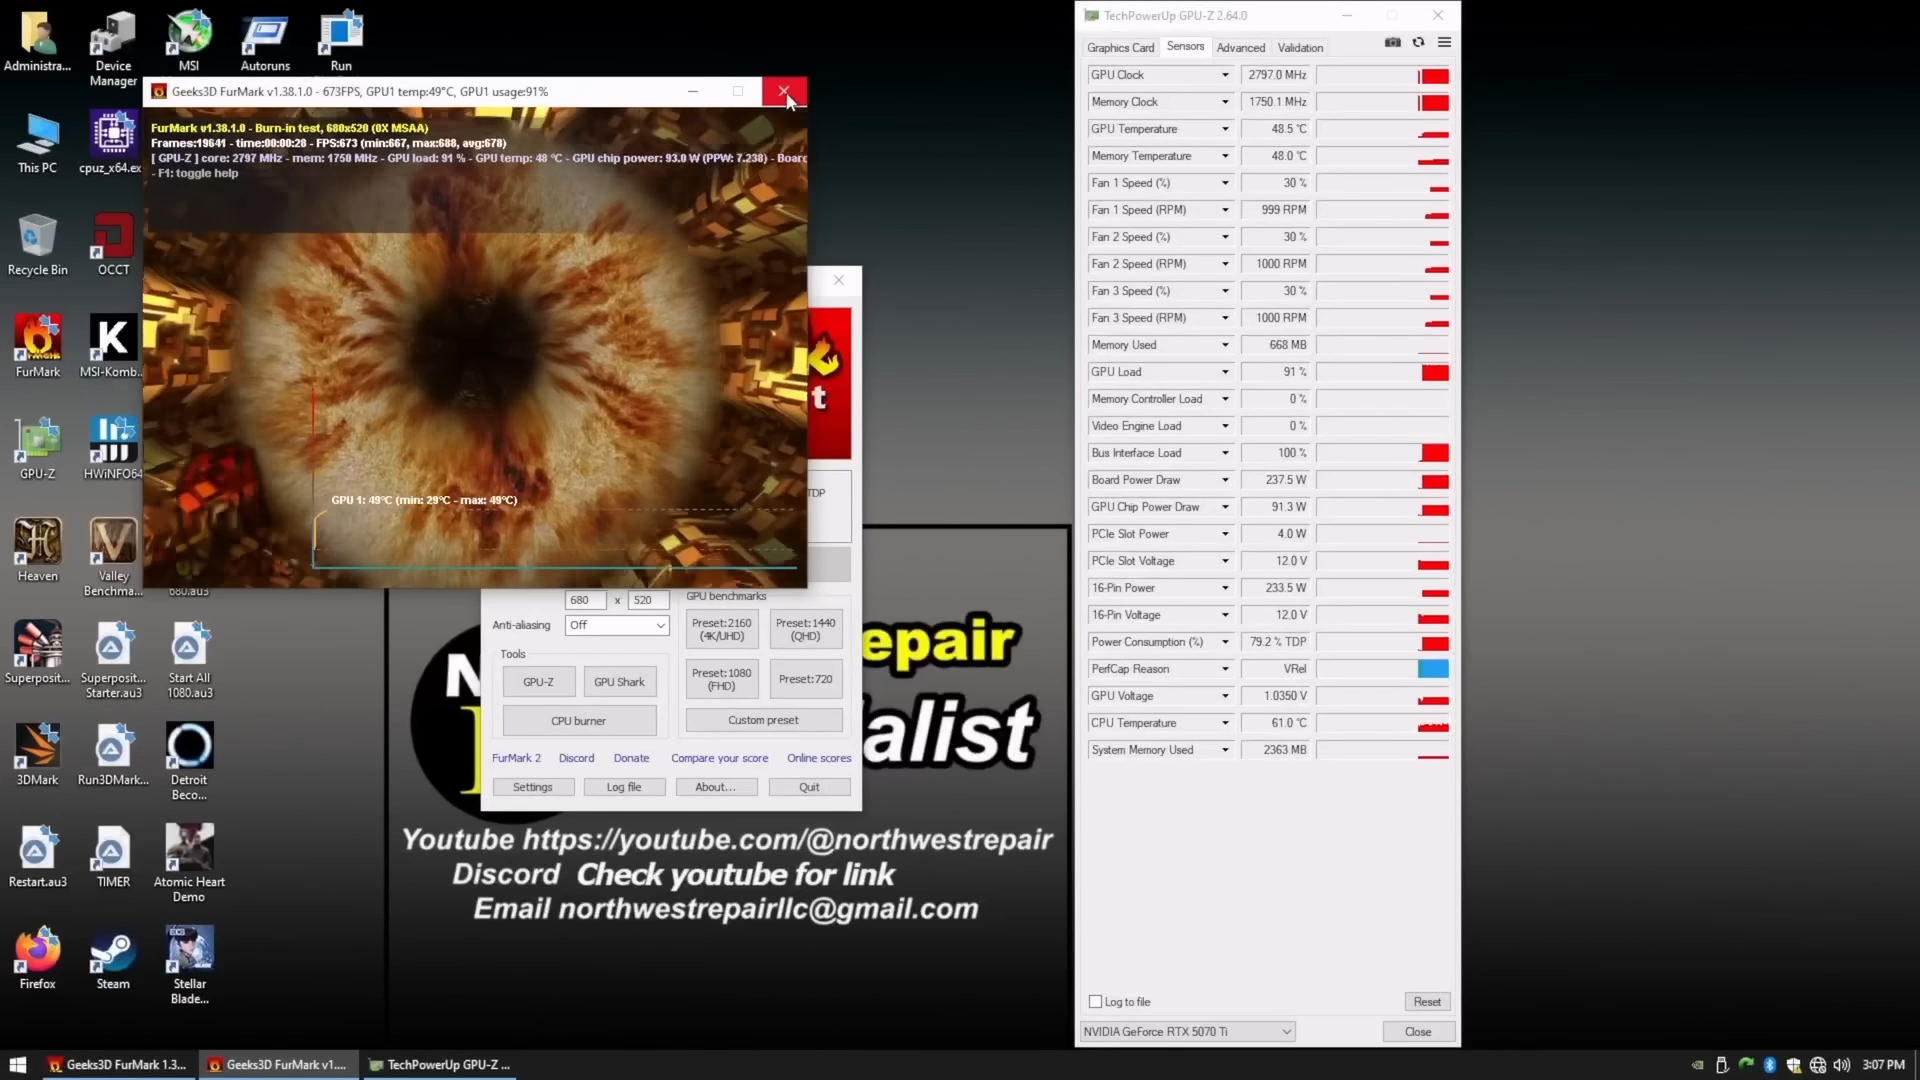 Administra...
Device
Manager
MSI
Autoruns
Run
This PC
cpuz_x64.ex
Recycle Bin
OCCT
FurMark
MSI-Komb..
GPU-Z
HWiNFO64
Heaven
Valley
Benchma...
680.au3
Superposit...
Superpositi...
Starter.au3
Start All
1080.au3
3DMark
Run3DMark...
Detroit
Beco...
Restart.au3
TIMER
Atomic Heart
Demo
Firefox
Steam
Stellar
Blade...
Geeks3D FurMark v1.38.1.0 - 673FPS, GPU1 temp:49°C, GPU1 usage:91%
FurMark v1.38.1.0 - Burn-in test, 680x520 (0X MSAA)
Frames:19641 - time:00:00:28 - FPS:673 (min:667, max:688, avg:678)
[ GPU-Z ] core: 2797 MHz - mem: 1750 MHz - GPU load: 91 % - GPU temp: 48 °C - GPU chip power: 93.0 W (PPW: 7.238) - Board
- F1: toggle help
GPU 1: 49°C (min: 29°C - max: 49°C)
t
TDP
680 x 520
GPU benchmarks
Anti-aliasing Off
Preset:2160
(4K/UHD)
Preset:1440
(QHD)
Tools
GPU-Z
GPU Shark
Preset:1080
(FHD)
Preset:720
CPU burner
Custom preset
FurMark 2 Discord Donate Compare your score Online scores
Settings Log file About... Quit
N
epair
alist
Youtube https://youtube.com/@northwestrepair
Discord Check youtube for link
Email northwestrepairllc@gmail.com
TechPowerUp GPU-Z 2.64.0
Graphics Card Sensors Advanced Validation
GPU Clock 2797.0 MHz
Memory Clock 1750.1 MHz
GPU Temperature 48.5 °C
Memory Temperature 48.0 °C
Fan 1 Speed (%) 30 %
Fan 1 Speed (RPM) 999 RPM
Fan 2 Speed (%) 30 %
Fan 2 Speed (RPM) 1000 RPM
Fan 3 Speed (%) 30 %
Fan 3 Speed (RPM) 1000 RPM
Memory Used 668 MB
GPU Load 91 %
Memory Controller Load 0 %
Video Engine Load 0 %
Bus Interface Load 100 %
Board Power Draw 237.5 W
GPU Chip Power Draw 91.3 W
PCIe Slot Power 4.0 W
PCIe Slot Voltage 12.0 V
16-Pin Power 233.5 W
16-Pin Voltage 12.0 V
Power Consumption (%) 79.2 % TDP
PerfCap Reason VRel
GPU Voltage 1.0350 V
CPU Temperature 61.0 °C
System Memory Used 2363 MB
Log to file
Reset
NVIDIA GeForce RTX 5070 Ti
Close
Geeks3D FurMark 1.3...
Geeks3D FurMark v1....
TechPowerUp GPU-Z ...
3:07 PM